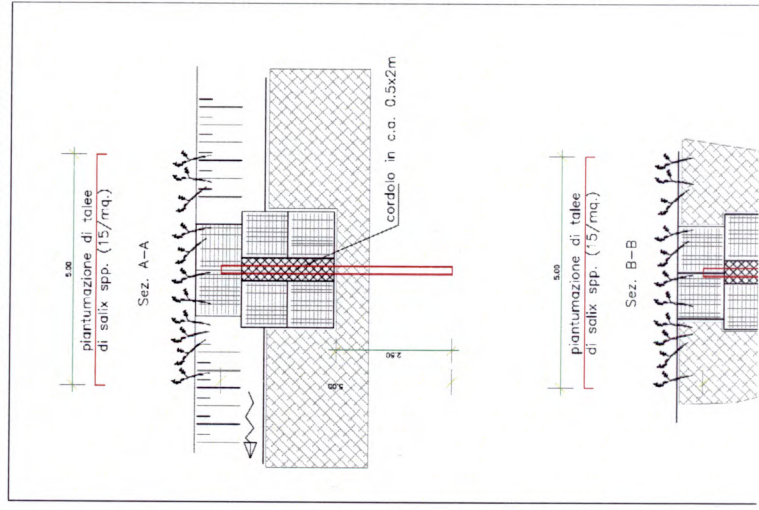 5.00
piantumazione di talee
di salix spp. (15/mq.)
Sez. A-A
cordolo in c.a. 0.5x2m
5.00
2.50
5.00
piantumazione di talee
di salix spp. (15/mq.)
Sez. B-B